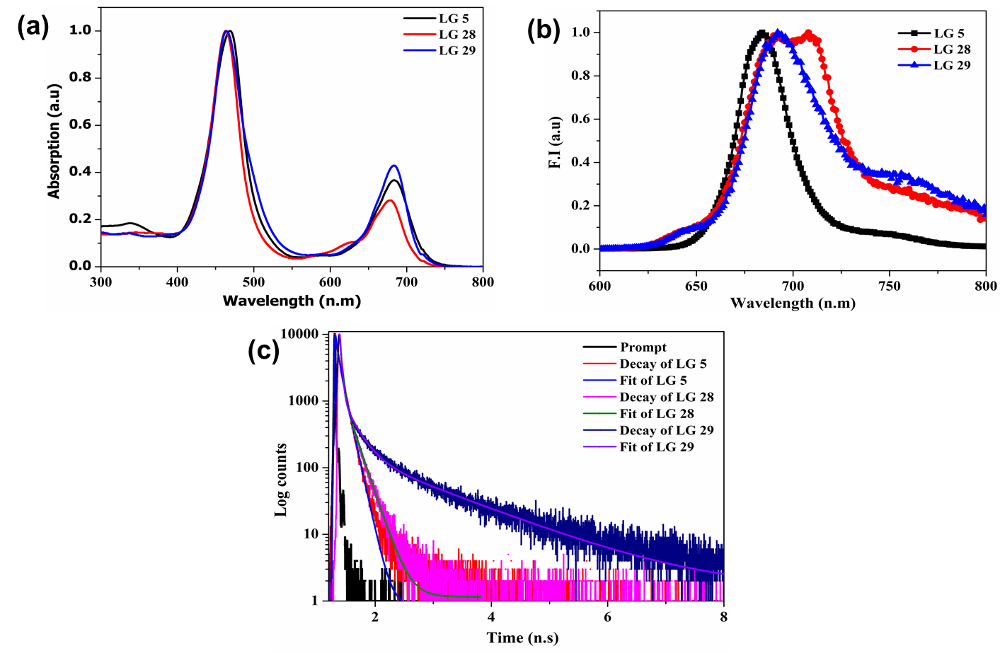 (a)
LG 5
LG 28
LG 29
1.0
0.8
0.6
0.4
0.2
0.0
Absorption (a.u)
300 400 500 600 700 800
Wavelength (n.m)
(b)
LG 5
LG 28
LG 29
1.0
0.8
0.6
0.4
0.2
0.0
F.I (a.u)
600 650 700 750 800
Wavelength (n.m)
(c)
Prompt
Decay of LG 5
Fit of LG 5
Decay of LG 28
Fit of LG 28
Decay of LG 29
Fit of LG 29
10000
1000
100
10
1
Log counts
2 4 6 8
Time (n.s)